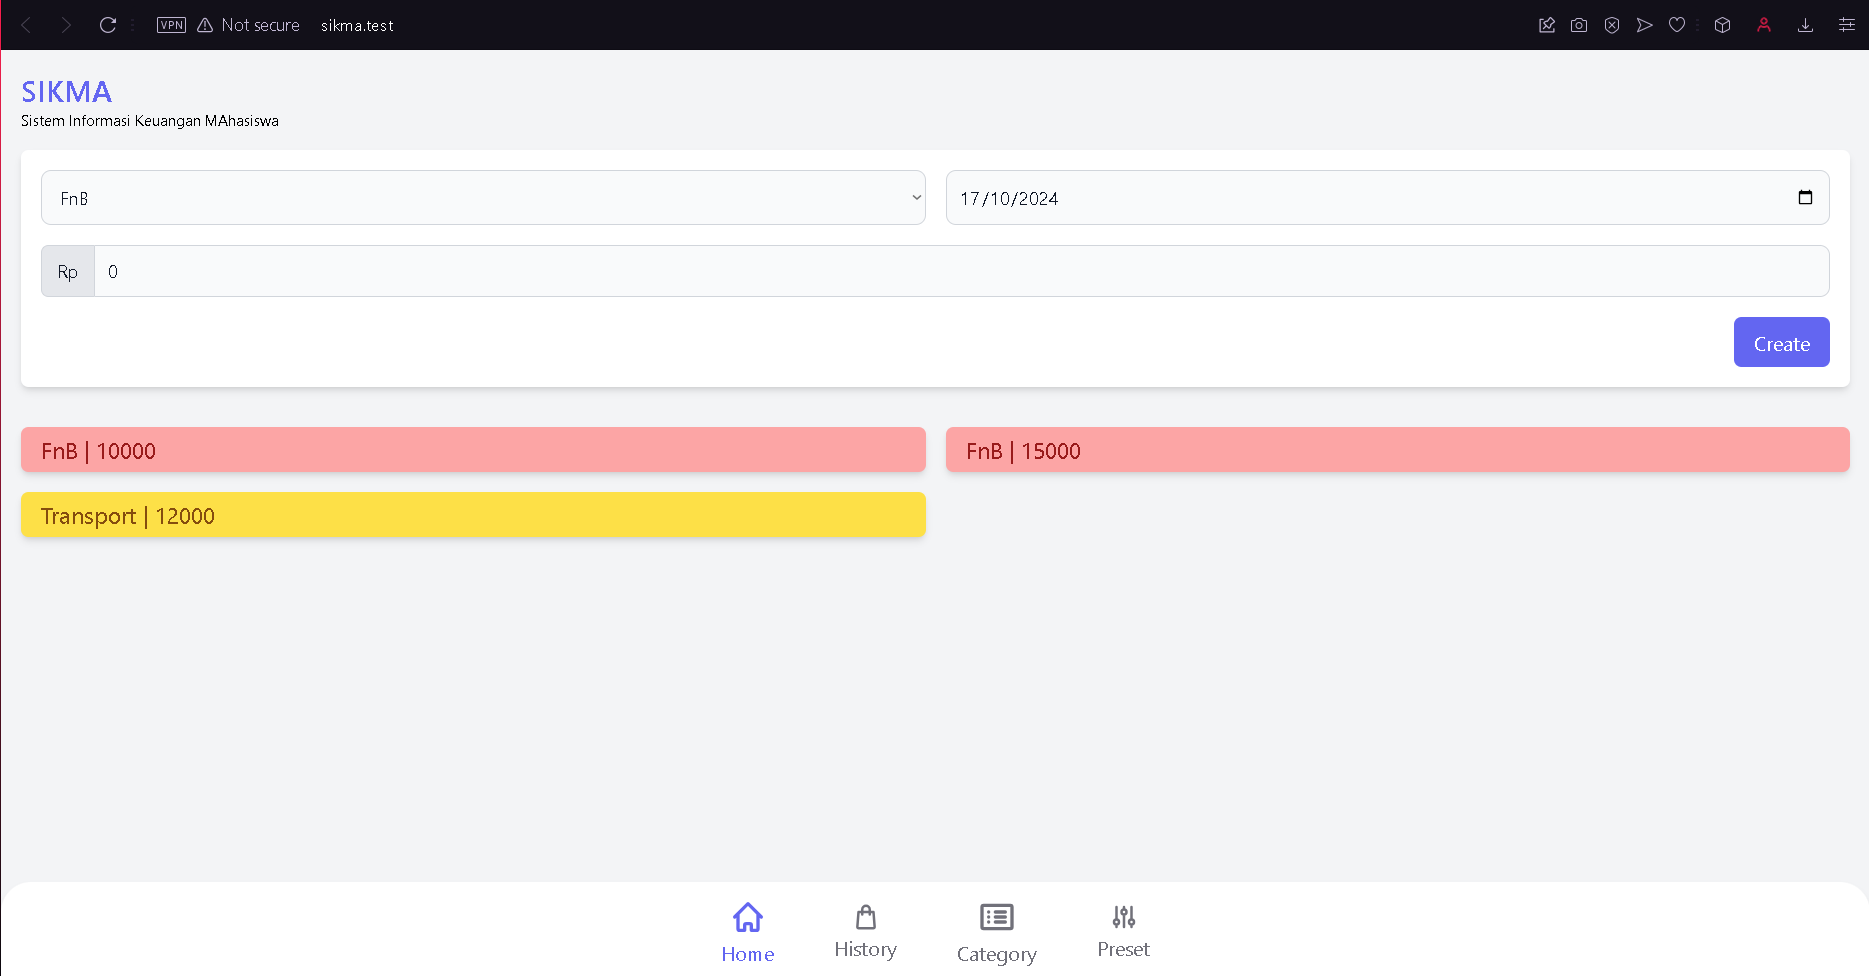 VPN Not secure sikma.test
SIKMA
Sistem Informasi Keuangan MAhasiswa
FnB
17/10/2024
Rp 0
Create
FnB | 10000
FnB | 15000
Transport | 12000
Home
History
Category
Preset